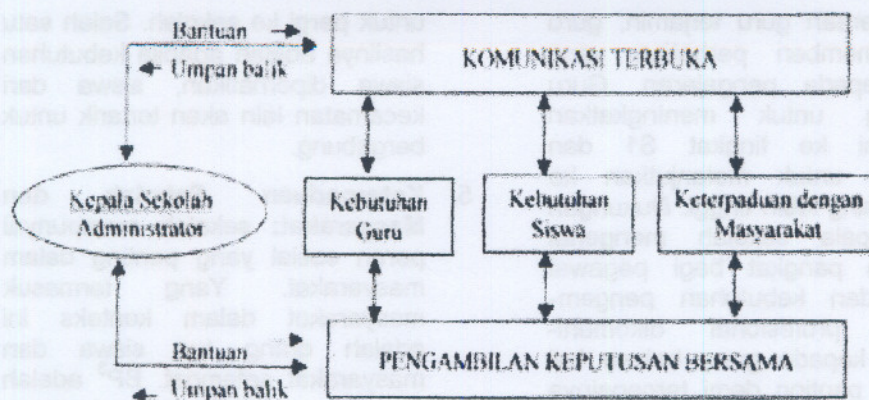 Bantuan
Umpan balik
KOMUNIKASI TERBUKA
Kepala Sekolah
Administrator
Kebutuhan
Guru
Kebutuhan
Siswa
Keterpaduan dengan
Masyarakat
Bantuan
Umpan balik
PENGAMBILAN KEPUTUSAN BERSAMA